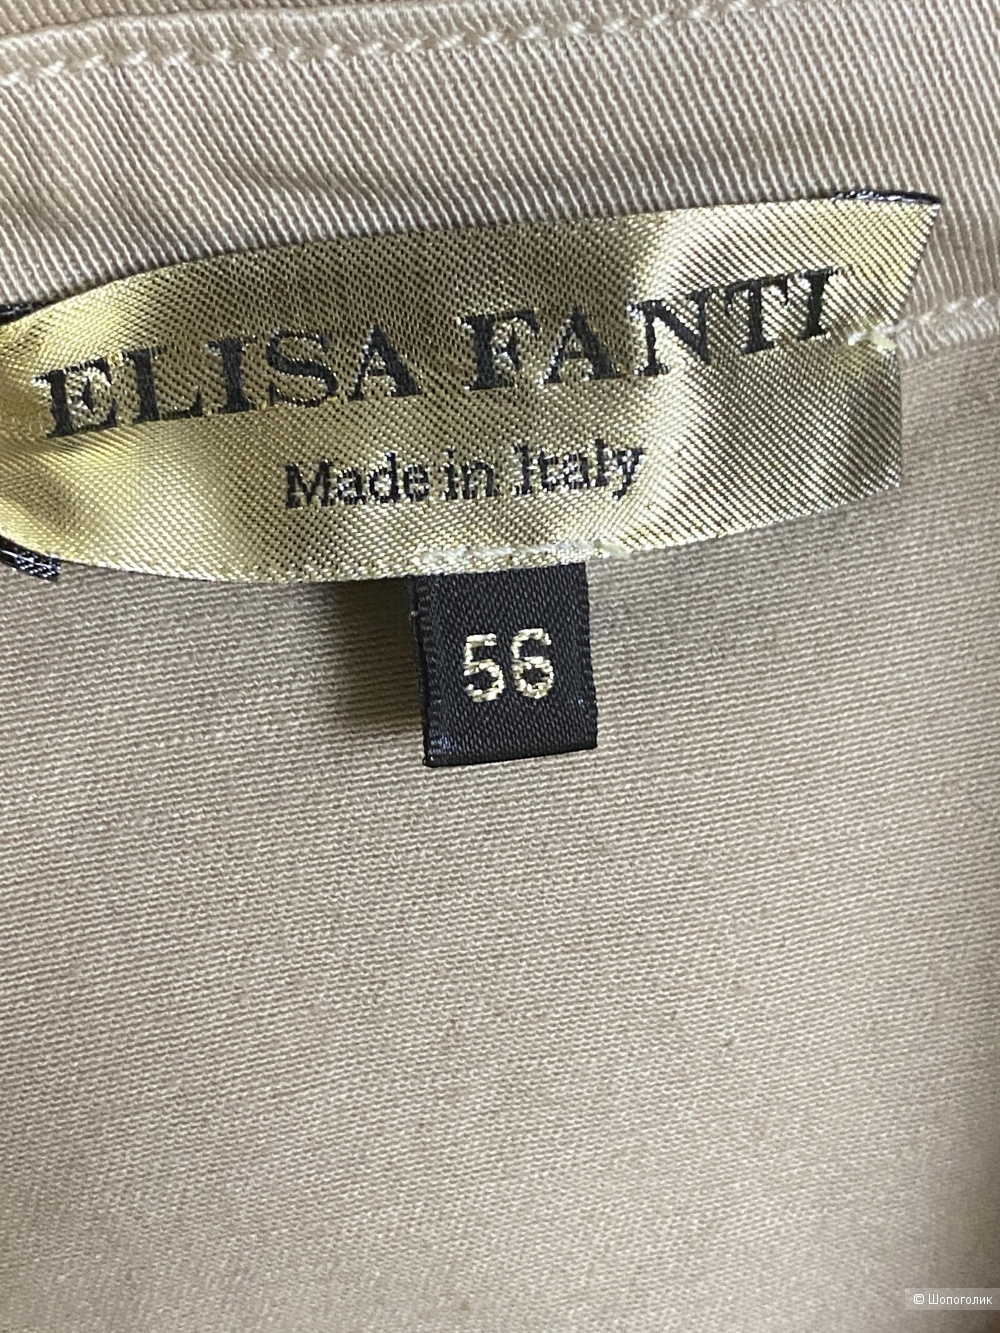 ELISA FANTI
Made in Italy
56
© Шопоголик